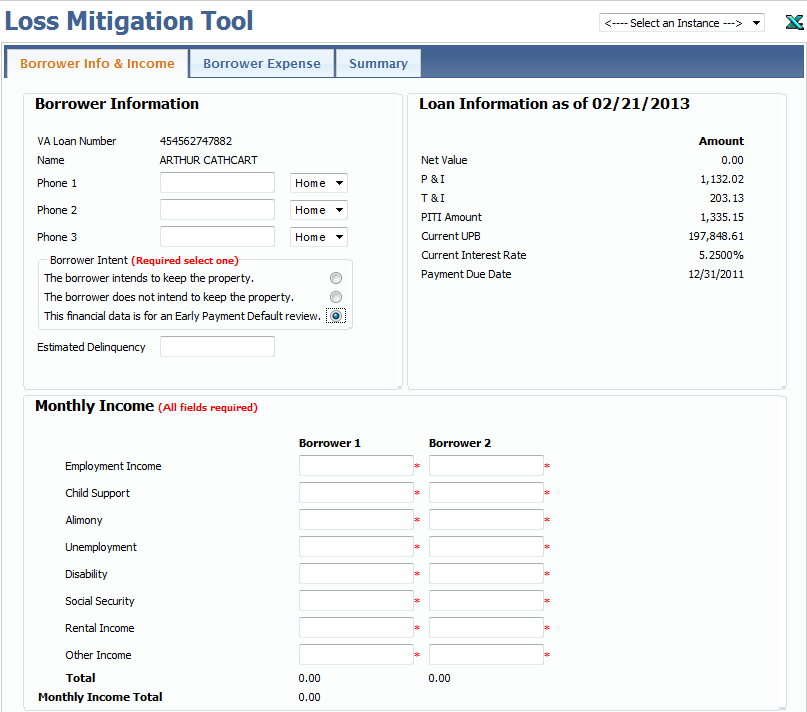 Loss Mitigation Tool
<---- Select an Instance --->
Borrower Info & Income Borrower Expense Summary
Borrower Information
VA Loan Number 454562747882
Name ARTHUR CATHCART
Phone 1 Home
Phone 2 Home
Phone 3 Home
Borrower Intent (Required select one)
The borrower intends to keep the property.
The borrower does not intend to keep the property.
This financial data is for an Early Payment Default review.
Estimated Delinquency
Loan Information as of 02/21/2013
Amount
Net Value 0.00
P & I 1,132.02
T & I 203.13
PITI Amount 1,335.15
Current UPB 197,848.61
Current Interest Rate 5.2500%
Payment Due Date 12/31/2011
Monthly Income (All fields required)
Borrower 1 Borrower 2
Employment Income * *
Child Support * *
Alimony * *
Unemployment * *
Disability * *
Social Security * *
Rental Income * *
Other Income * *
Total 0.00 0.00
Monthly Income Total 0.00